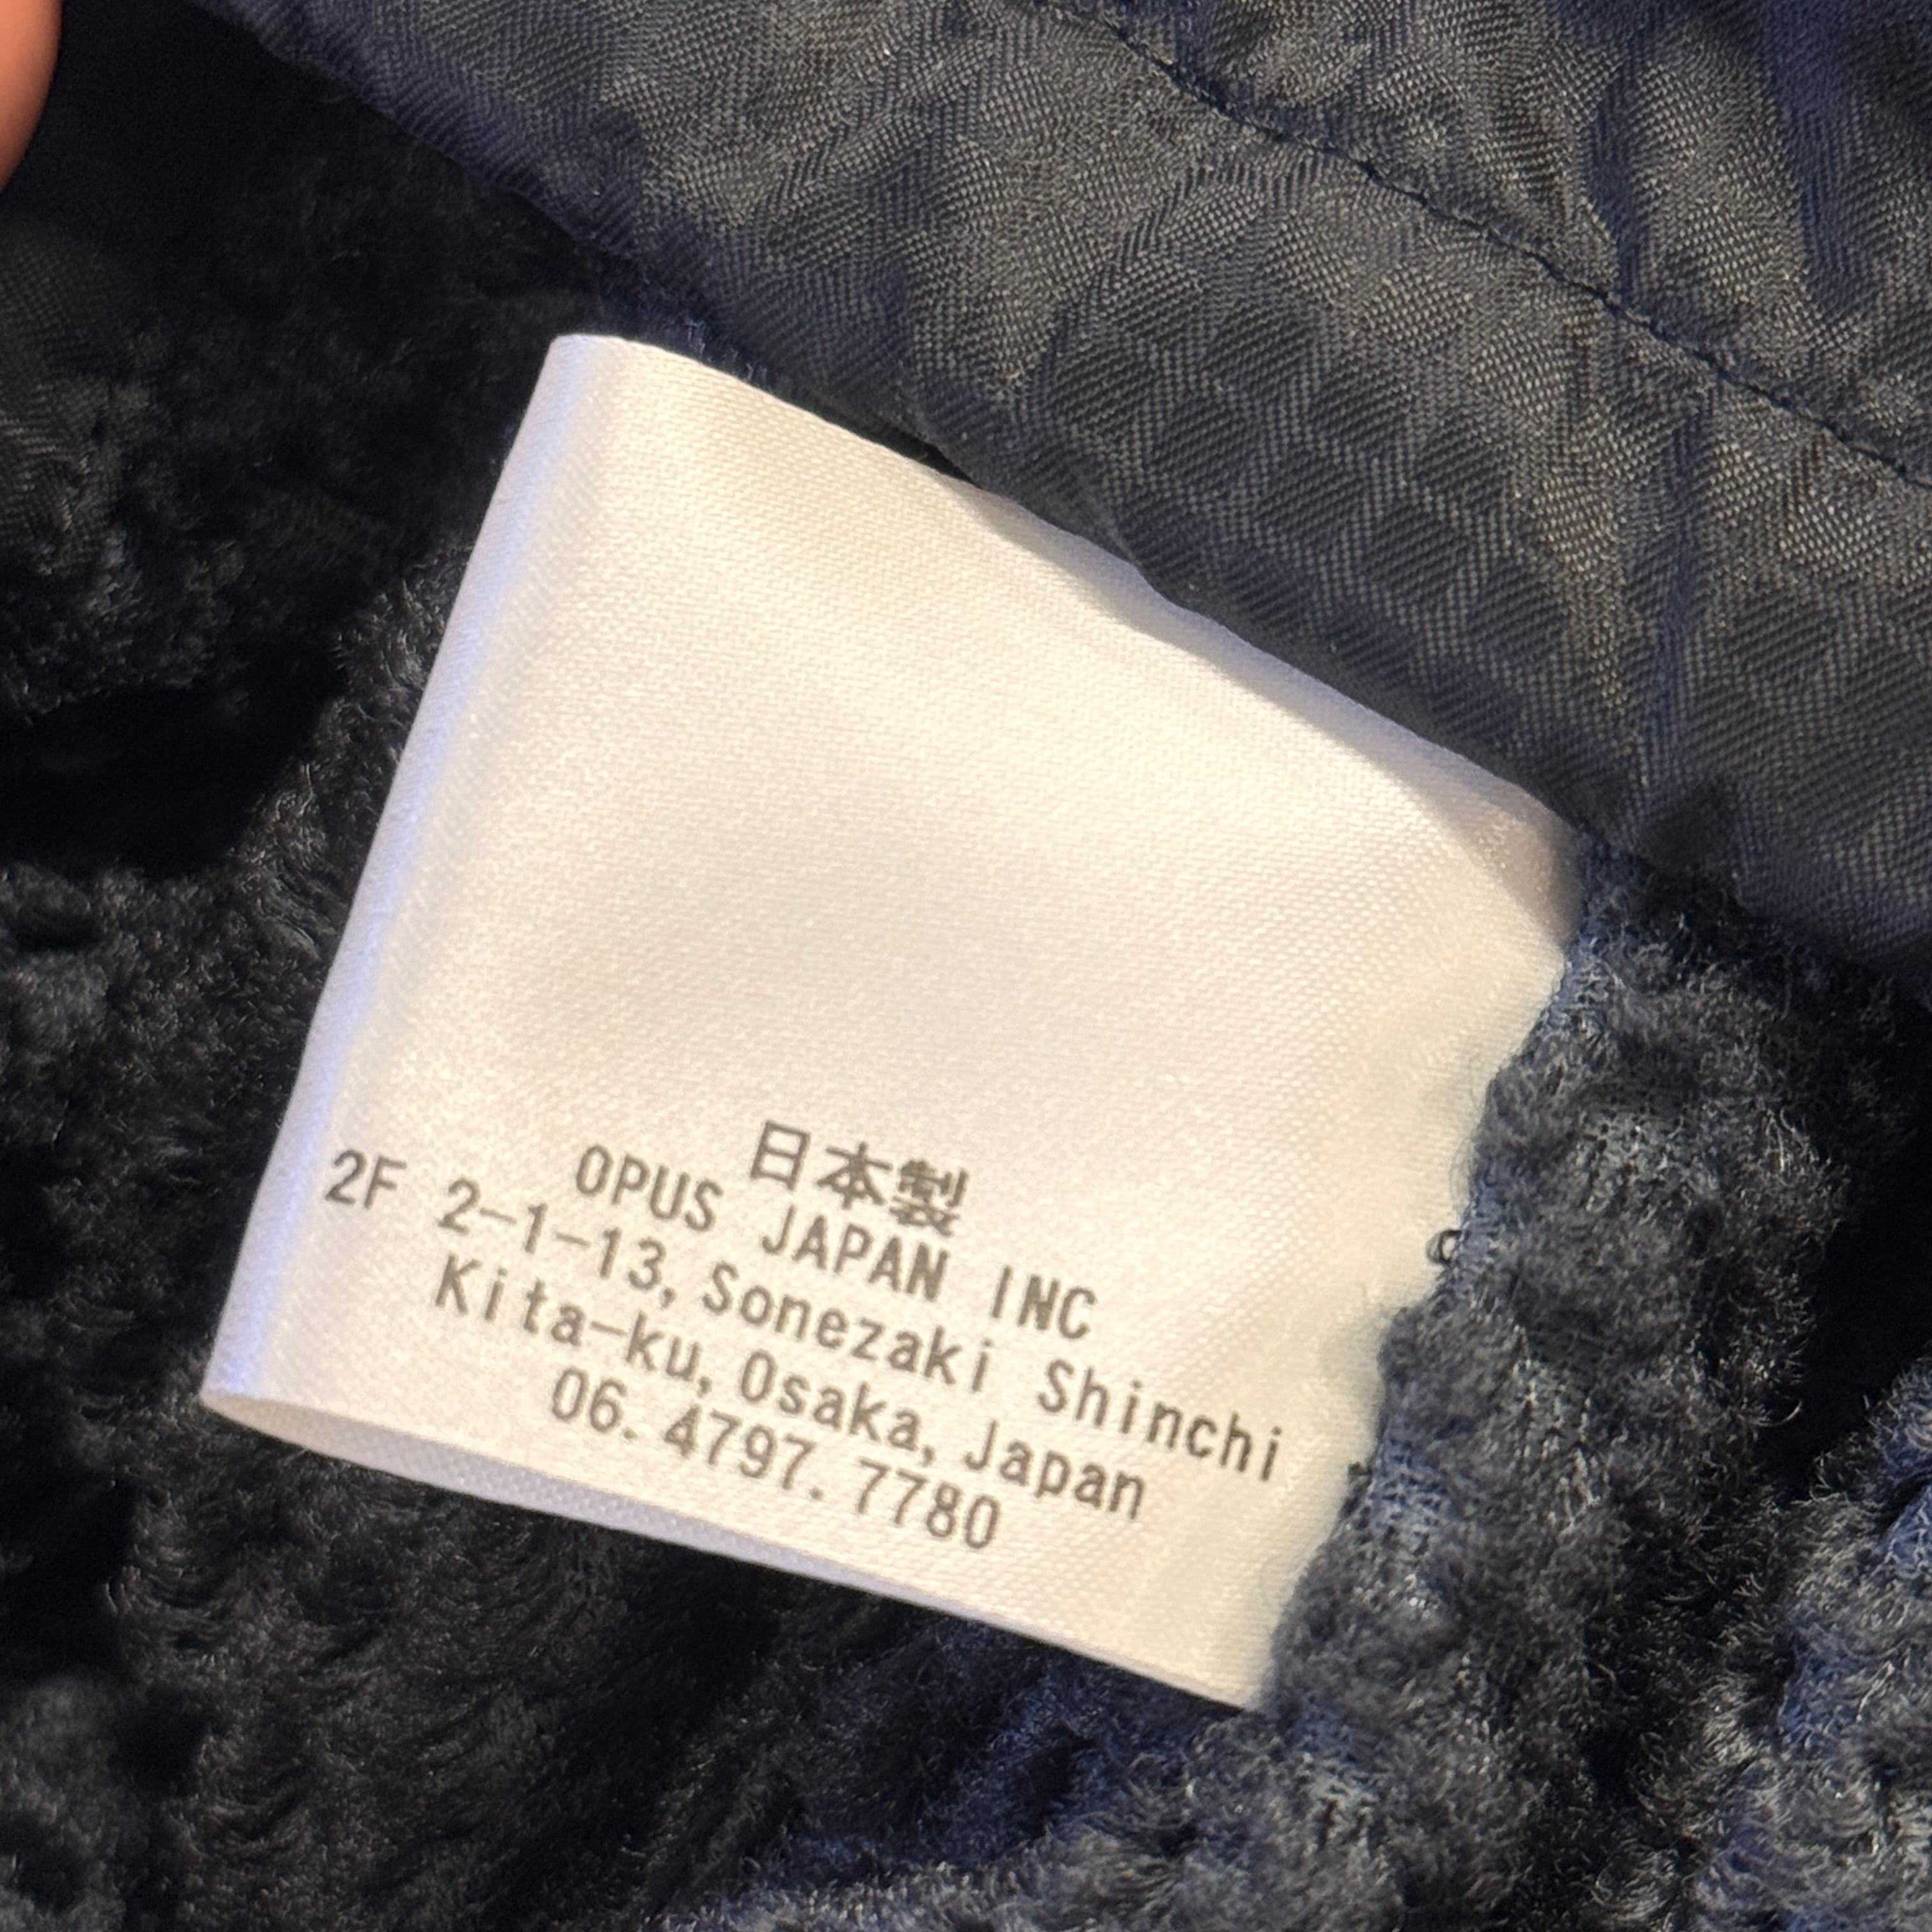 日本製
OPUS JAPAN INC
2F 2-1-13, Sonezaki Shinchi
Kita-ku, Osaka, Japan
06. 4797. 7780